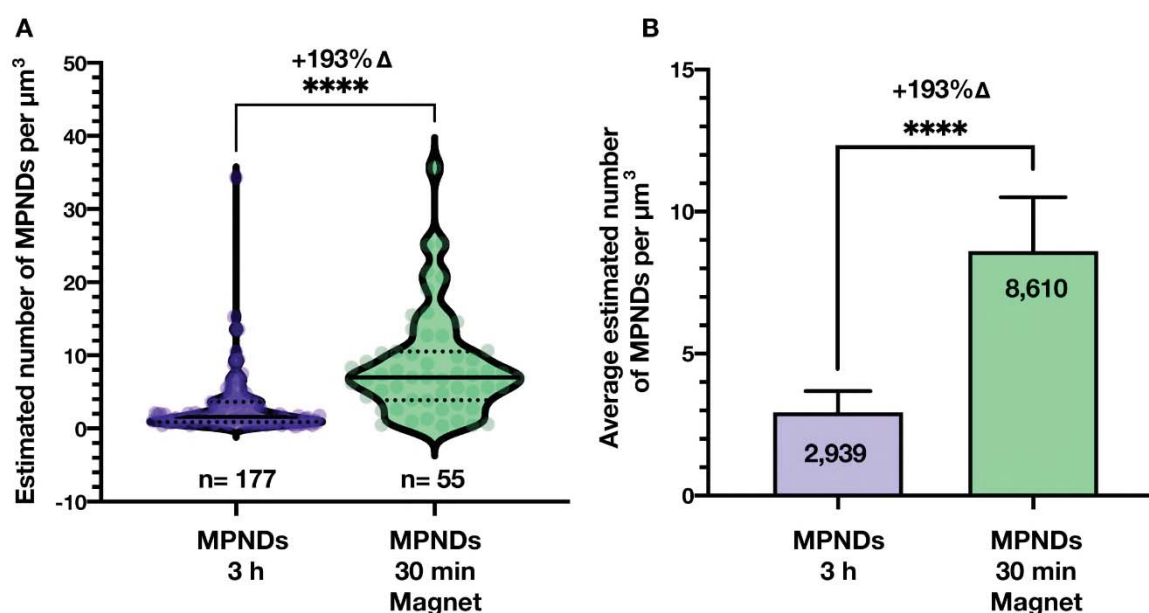 A
+193% Δ
****
Estimated number of MPNDs per µm³
50
40
30
20
10
0
-10
n= 177
n= 55
MPNDs
3 h
MPNDs
30 min
Magnet
B
+193% Δ
****
Average estimated number
of MPNDs per µm³
15
10
5
0
2,939
8,610
MPNDs
3 h
MPNDs
30 min
Magnet